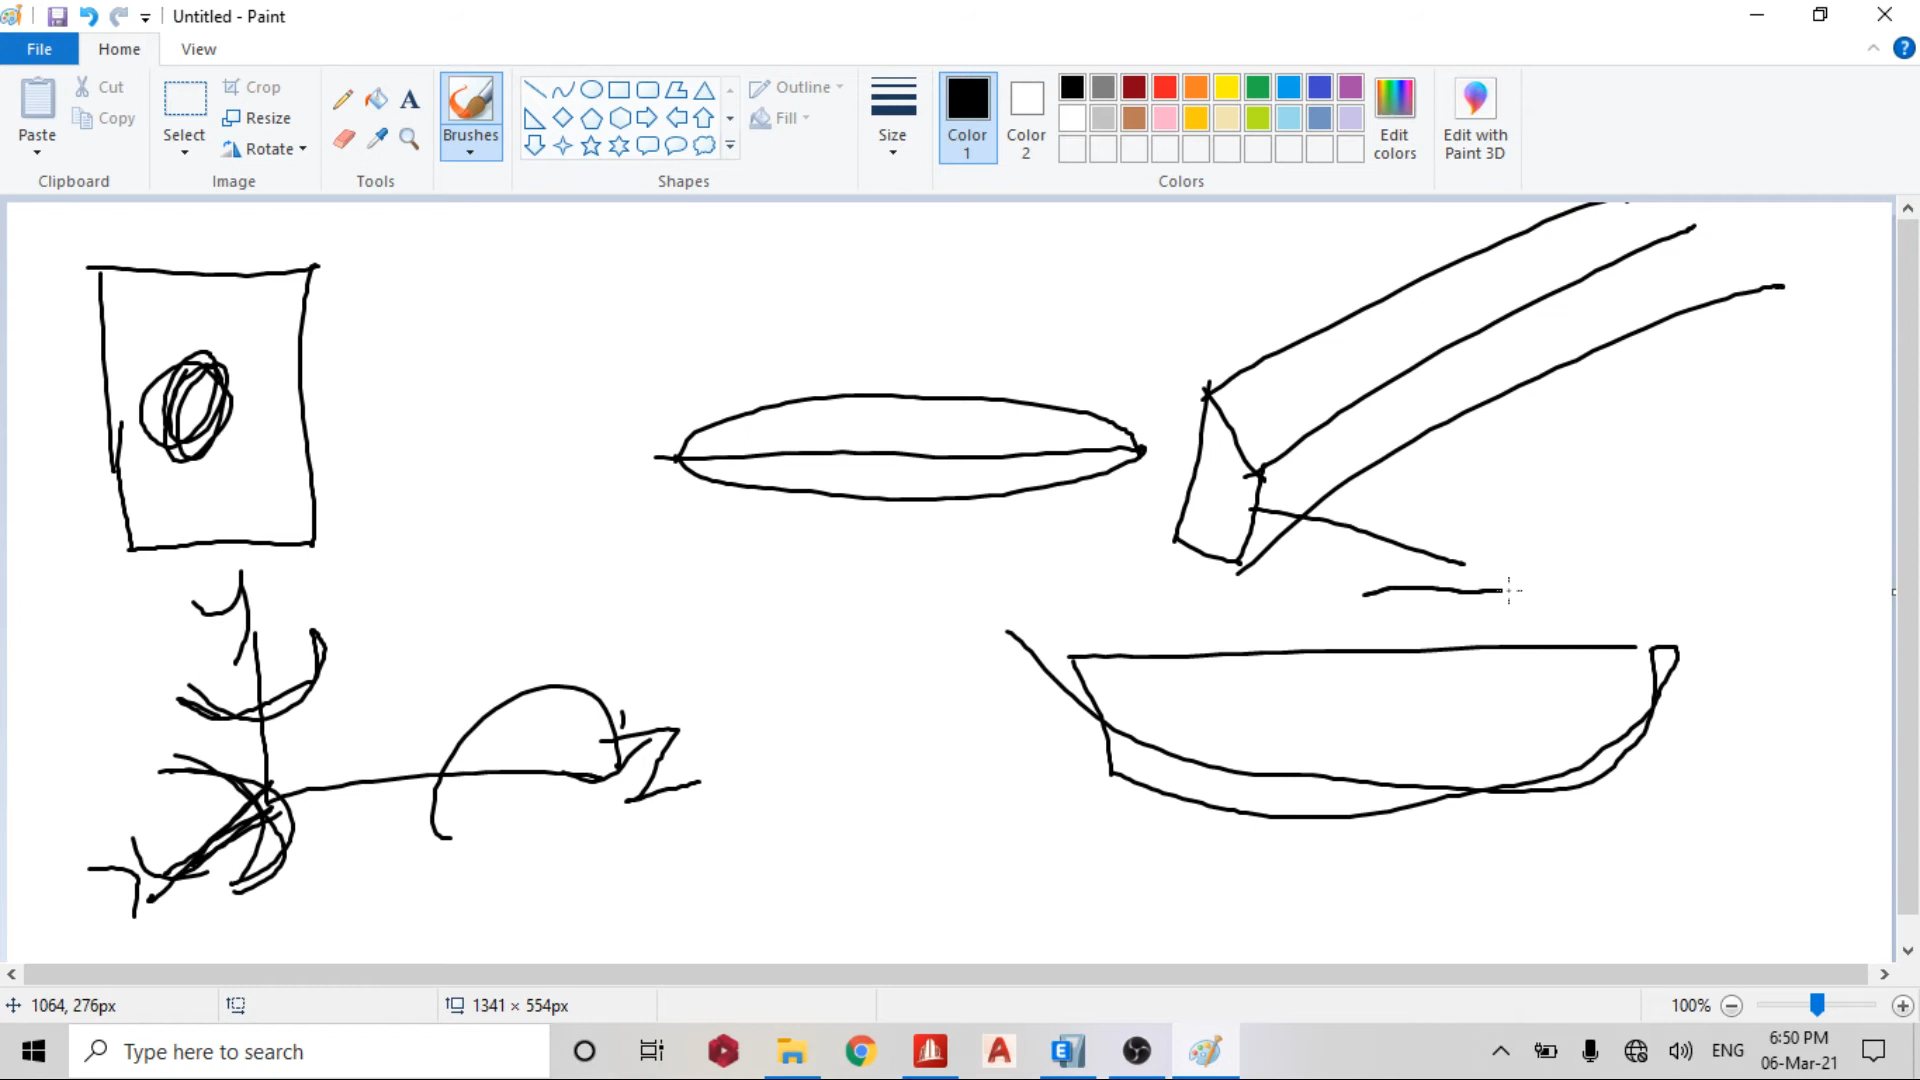 Untitled - Paint
File Home View
Paste Cut Copy
Select Crop Resize Rotate
A
Brushes
Outline Fill
Size
Color 1 Color 2
Edit colors
Edit with Paint 3D
Clipboard Image Tools Shapes Colors
Z
1064, 276px 1341 × 554px 100%
Type here to search
ENG
6:50 PM
06-Mar-21